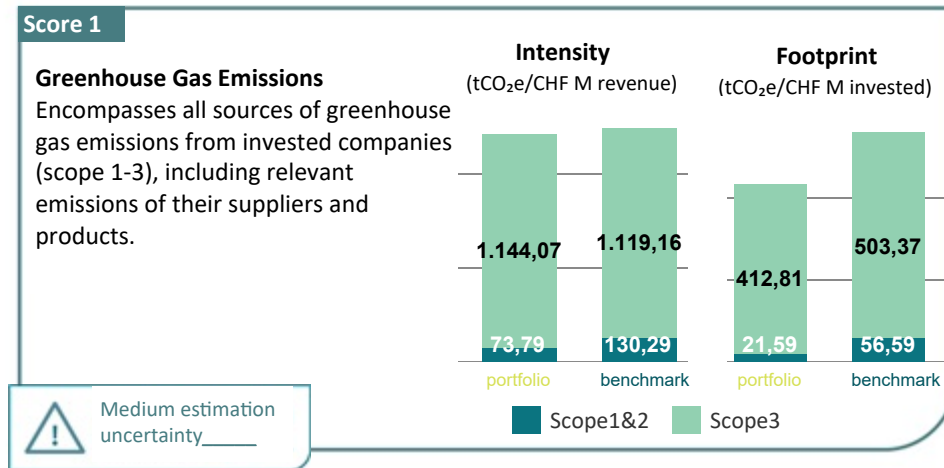 Score 1
Greenhouse Gas Emissions
Encompasses all sources of greenhouse
gas emissions from invested companies
(scope 1-3), including relevant
emissions of their suppliers and
products.
Intensity
(tCO₂e/CHF M revenue)
1.144,07
1.119,16
73,79
130,29
portfolio
benchmark
Footprint
(tCO₂e/CHF M invested)
412,81
503,37
21,59
56,59
portfolio
benchmark
Scope1&2
Scope3
!
Medium estimation
uncertainty_____